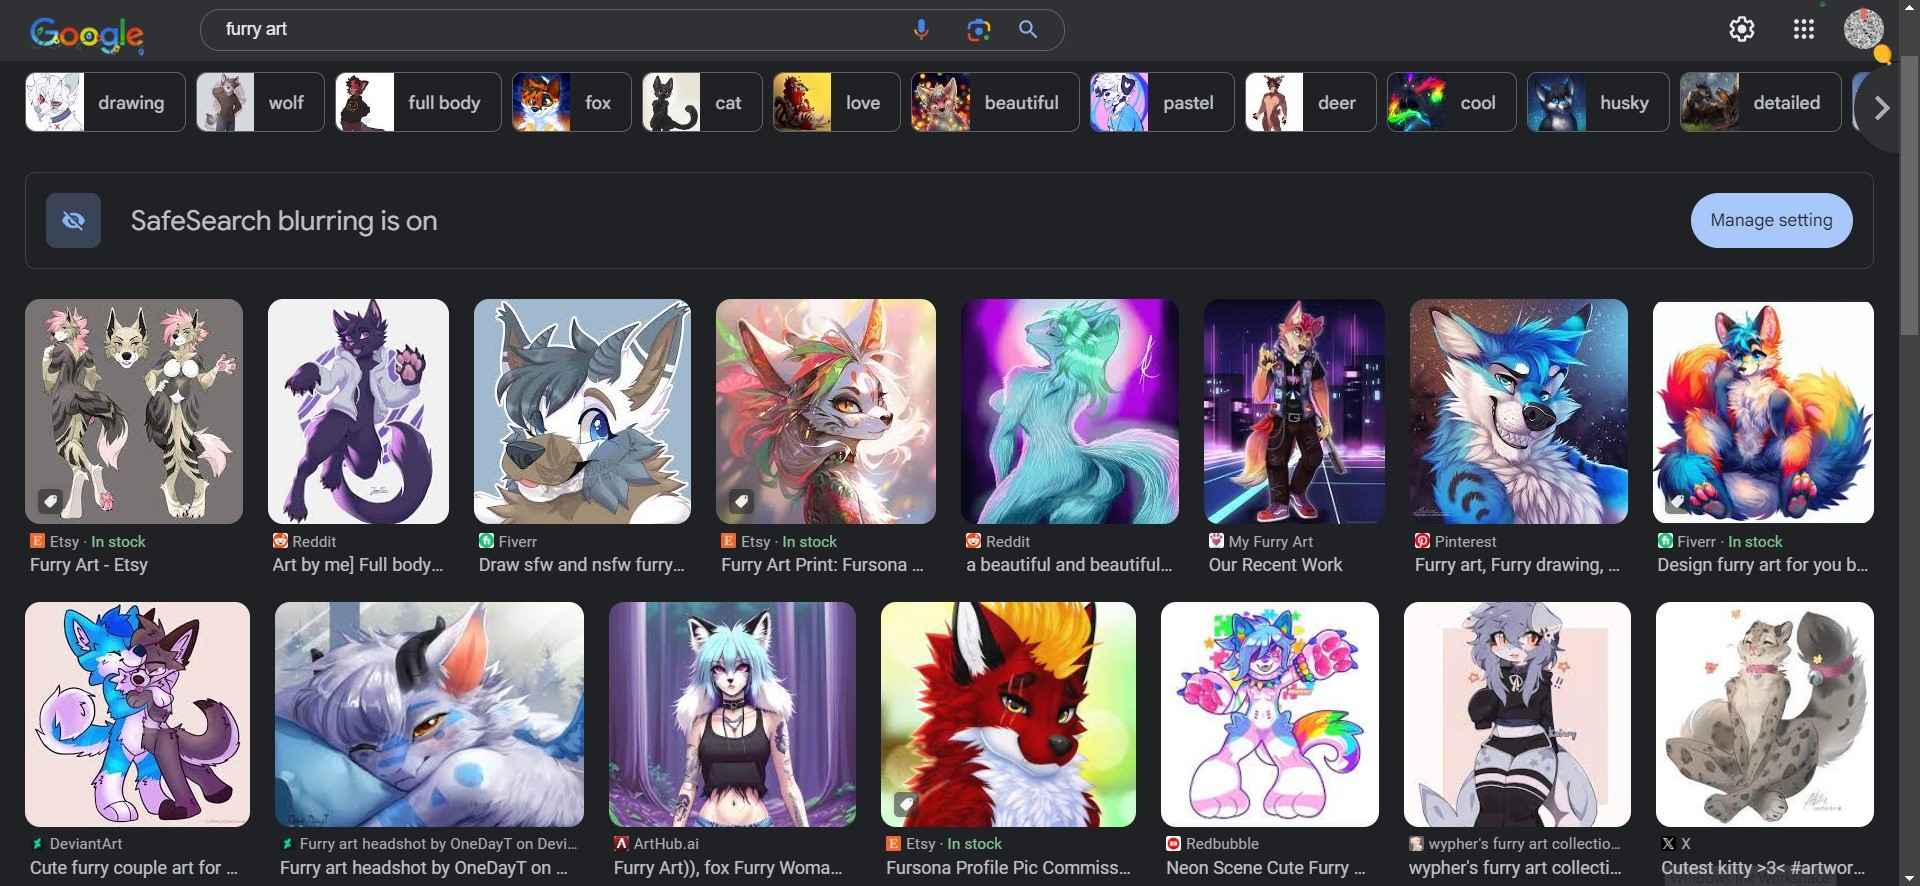 Google
furry art
drawing
wolf
full body
fox
cat
love
beautiful
pastel
deer
cool
husky
detailed
SafeSearch blurring is on
Manage setting
Etsy · In stock
Furry Art - Etsy
Reddit
Art by me] Full body...
Fiverr
Draw sfw and nsfw furry...
Etsy · In stock
Furry Art Print: Fursona ...
Reddit
a beautiful and beautiful...
My Furry Art
Our Recent Work
Pinterest
Furry art, Furry drawing, ...
Fiverr · In stock
Design furry art for you b...
DeviantArt
Cute furry couple art for ...
Furry art headshot by OneDayT on Devi...
Furry art headshot by OneDayT on ...
ArtHub.ai
Furry Art)), fox Furry Woma...
Etsy · In stock
Fursona Profile Pic Commiss...
Redbubble
Neon Scene Cute Furry ...
wypher's furry art collectio...
wypher's furry art collecti...
X
Cutest kitty >3< #artwor...